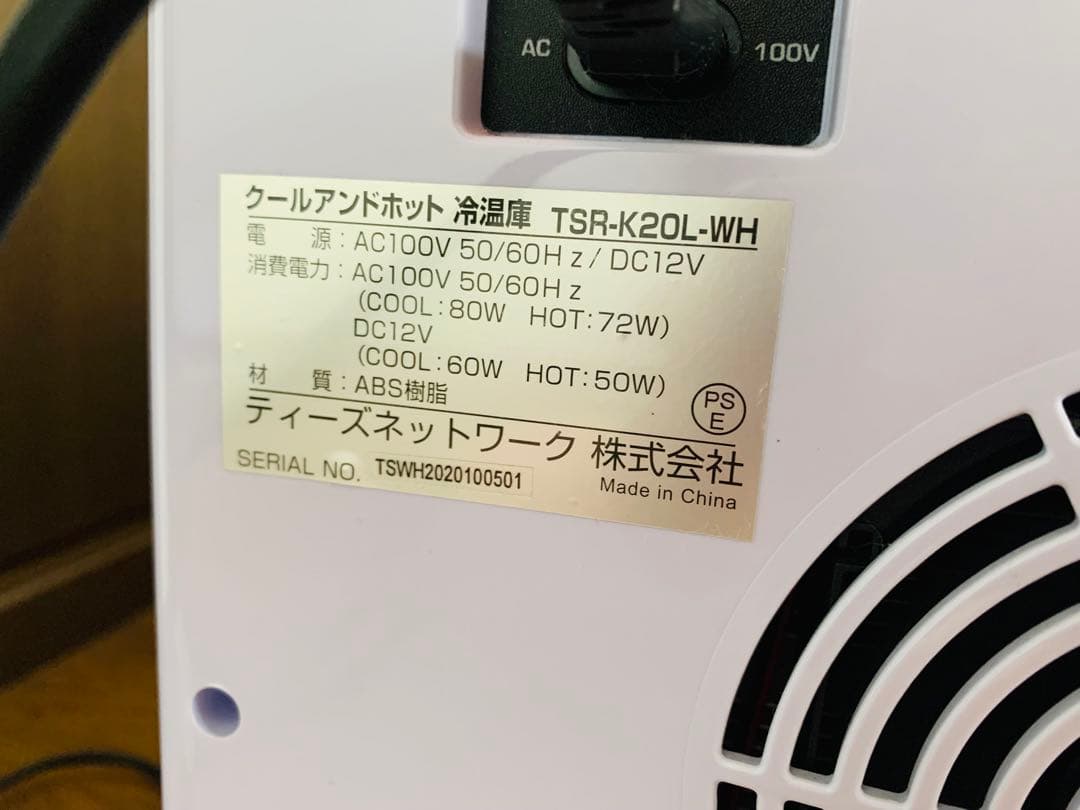 AC 100V
クールアンドホット 冷温庫 TSR-K20L-WH
電 源：AC100V 50/60Hz / DC12V
消費電力：AC100V 50/60Hz
(COOL：80W HOT：72W)
DC12V
(COOL：60W HOT：50W)
材 質：ABS樹脂
PS
E
ティーズネットワーク 株式会社
SERIAL NO. TSWH2020100501
Made in China